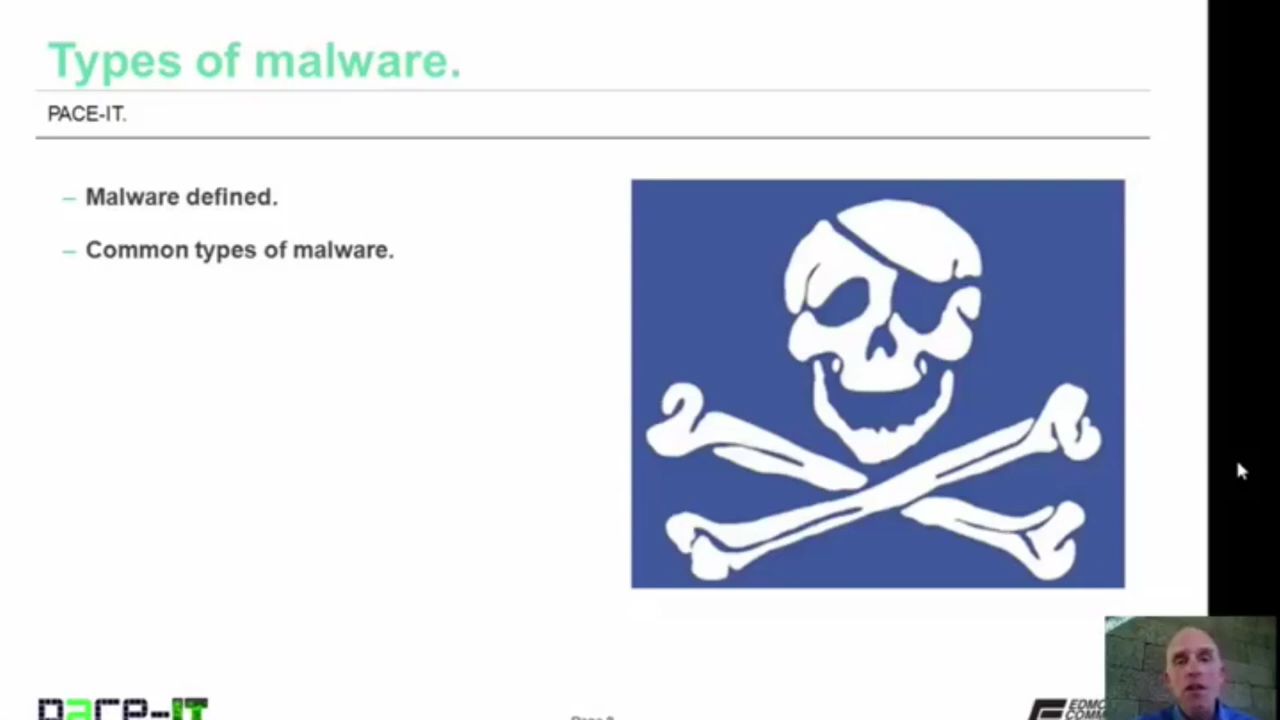 Types of malware.
PACE-IT.
– Malware defined.
– Common types of malware.
pace-IT